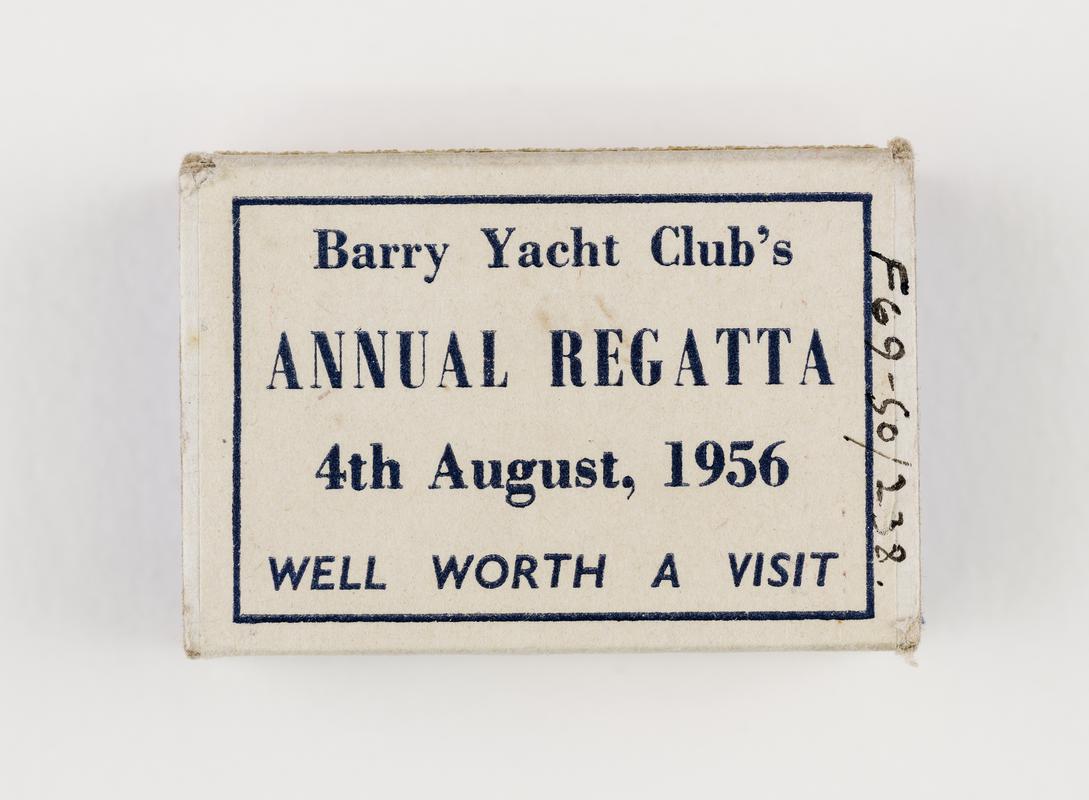 Barry Yacht Club's
ANNUAL REGATTA
4th August, 1956
WELL WORTH A VISIT
F69-50/238.